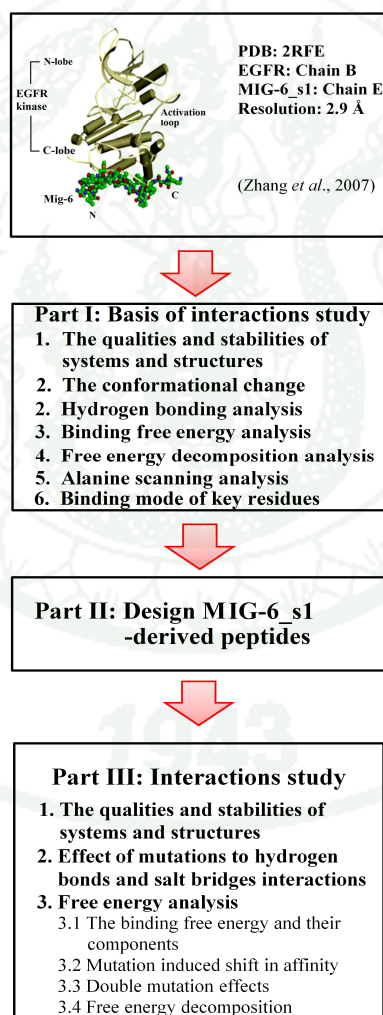 N-lobe
EGFR
kinase
Activation
loop
C-lobe
Mig-6
N
C
PDB: 2RFE
EGFR: Chain B
MIG-6_s1: Chain E
Resolution: 2.9 Å
(Zhang et al., 2007)
Part I: Basis of interactions study
1. The qualities and stabilities of
systems and structures
2. The conformational change
2. Hydrogen bonding analysis
3. Binding free energy analysis
4. Free energy decomposition analysis
5. Alanine scanning analysis
6. Binding mode of key residues
Part II: Design MIG-6_s1
-derived peptides
1943
Part III: Interactions study
1. The qualities and stabilities of
systems and structures
2. Effect of mutations to hydrogen
bonds and salt bridges interactions
3. Free energy analysis
3.1 The binding free energy and their
components
3.2 Mutation induced shift in affinity
3.3 Double mutation effects
3.4 Free energy decomposition